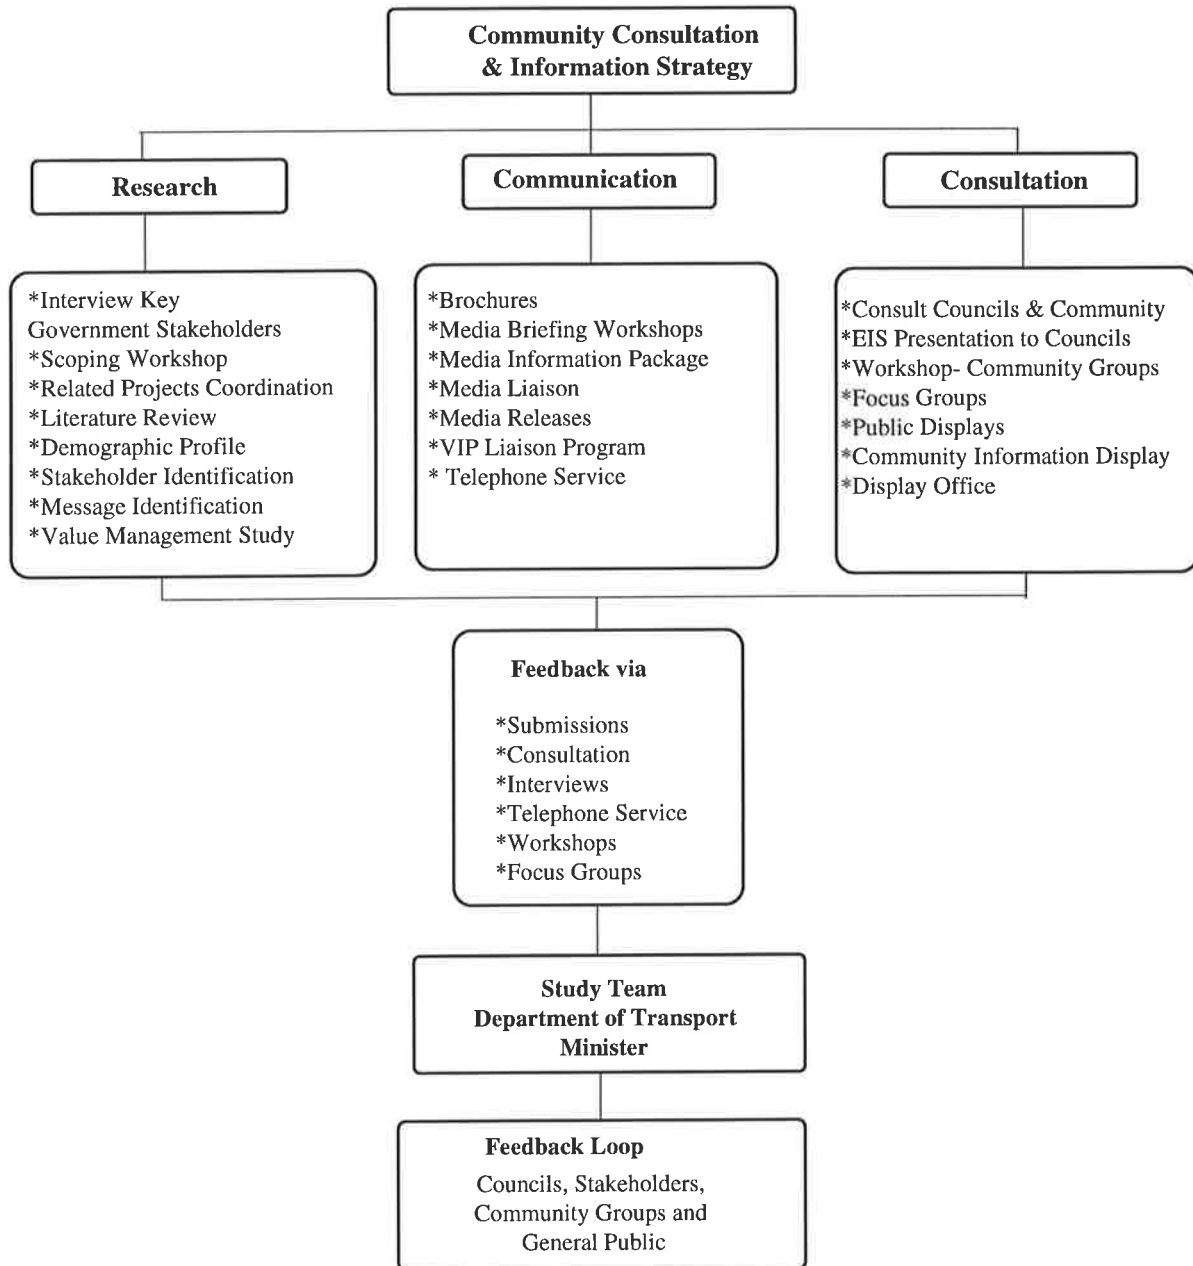 Community Consultation
& Information Strategy
Research
Communication
Consultation
*Interview Key
Government Stakeholders
*Scoping Workshop
*Related Projects Coordination
*Literature Review
*Demographic Profile
*Stakeholder Identification
*Message Identification
*Value Management Study
*Brochures
*Media Briefing Workshops
*Media Information Package
*Media Liaison
*Media Releases
*VIP Liaison Program
* Telephone Service
*Consult Councils & Community
*EIS Presentation to Councils
*Workshop- Community Groups
*Focus Groups
*Public Displays
*Community Information Display
*Display Office
Feedback via
*Submissions
*Consultation
*Interviews
*Telephone Service
*Workshops
*Focus Groups
Study Team
Department of Transport
Minister
Feedback Loop
Councils, Stakeholders,
Community Groups and
General Public